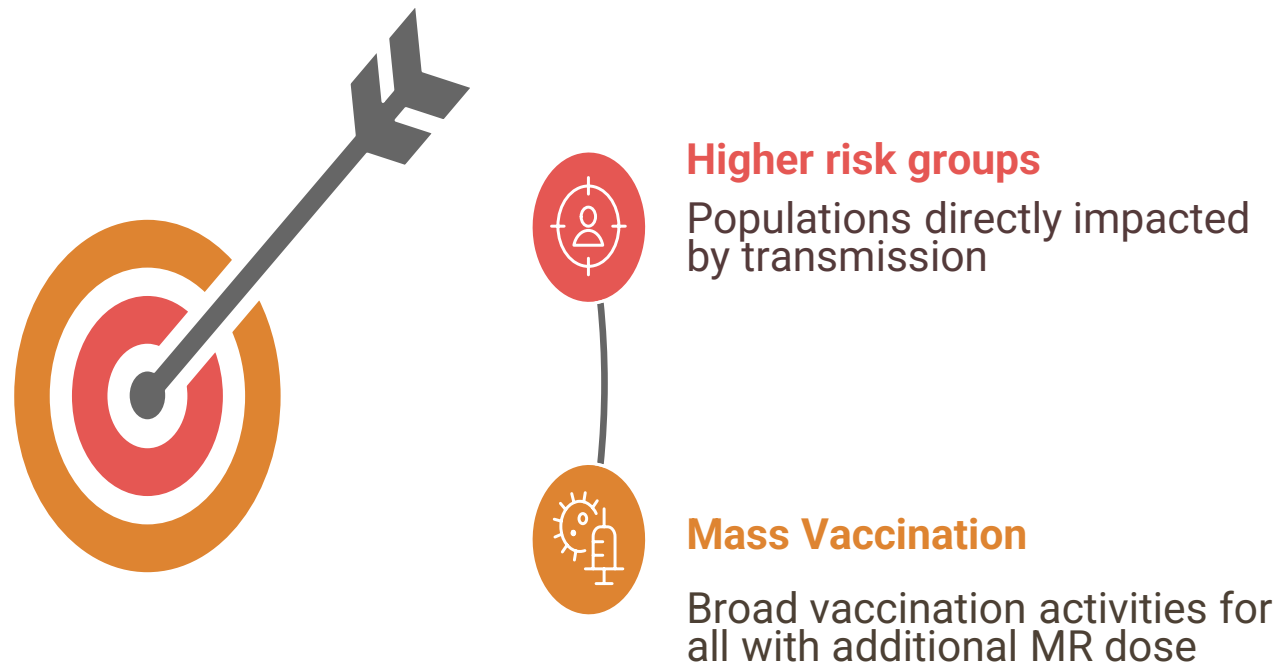 Higher risk groups
Populations directly impacted
by transmission
Mass Vaccination
Broad vaccination activities for
all with additional MR dose